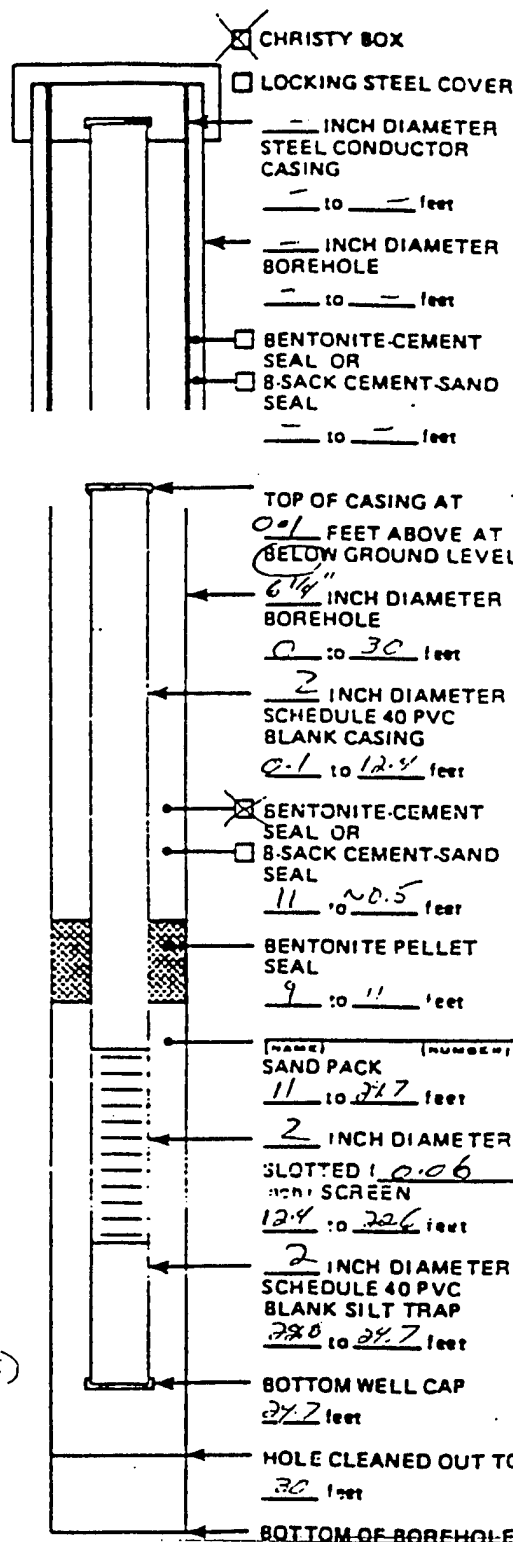 CHRISTY BOX
LOCKING STEEL COVER
– INCH DIAMETER
STEEL CONDUCTOR
CASING
– to – feet
– INCH DIAMETER
BOREHOLE
– to – feet
BENTONITE-CEMENT
SEAL OR
8-SACK CEMENT-SAND
SEAL
– to – feet
TOP OF CASING AT
0.1 FEET ABOVE AT
BELOW GROUND LEVEL
6 1/4" INCH DIAMETER
BOREHOLE
0 to 30 feet
2 INCH DIAMETER
SCHEDULE 40 PVC
BLANK CASING
0.1 to 12.4 feet
BENTONITE-CEMENT
SEAL OR
8-SACK CEMENT-SAND
SEAL
11 to ~0.5 feet
BENTONITE PELLET
SEAL
9 to 11 feet
(NAME) (NUMBER)
SAND PACK
11 to feet
2 INCH DIAMETER
SLOTTED ( 0.06
SCREEN
12.4 to feet
2 INCH DIAMETER
SCHEDULE 40 PVC
BLANK SILT TRAP
to 24.7 feet
BOTTOM WELL CAP
24.7 feet
HOLE CLEANED OUT TO
30 feet
BOTTOM OF BOREHOLE